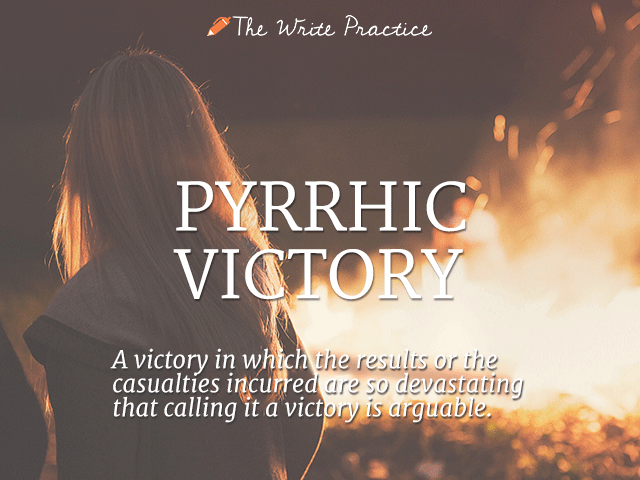 The Write Practice
PYRRHIC
VICTORY
A victory in which the results or the
casualties incurred are so devastating
that calling it a victory is arguable.